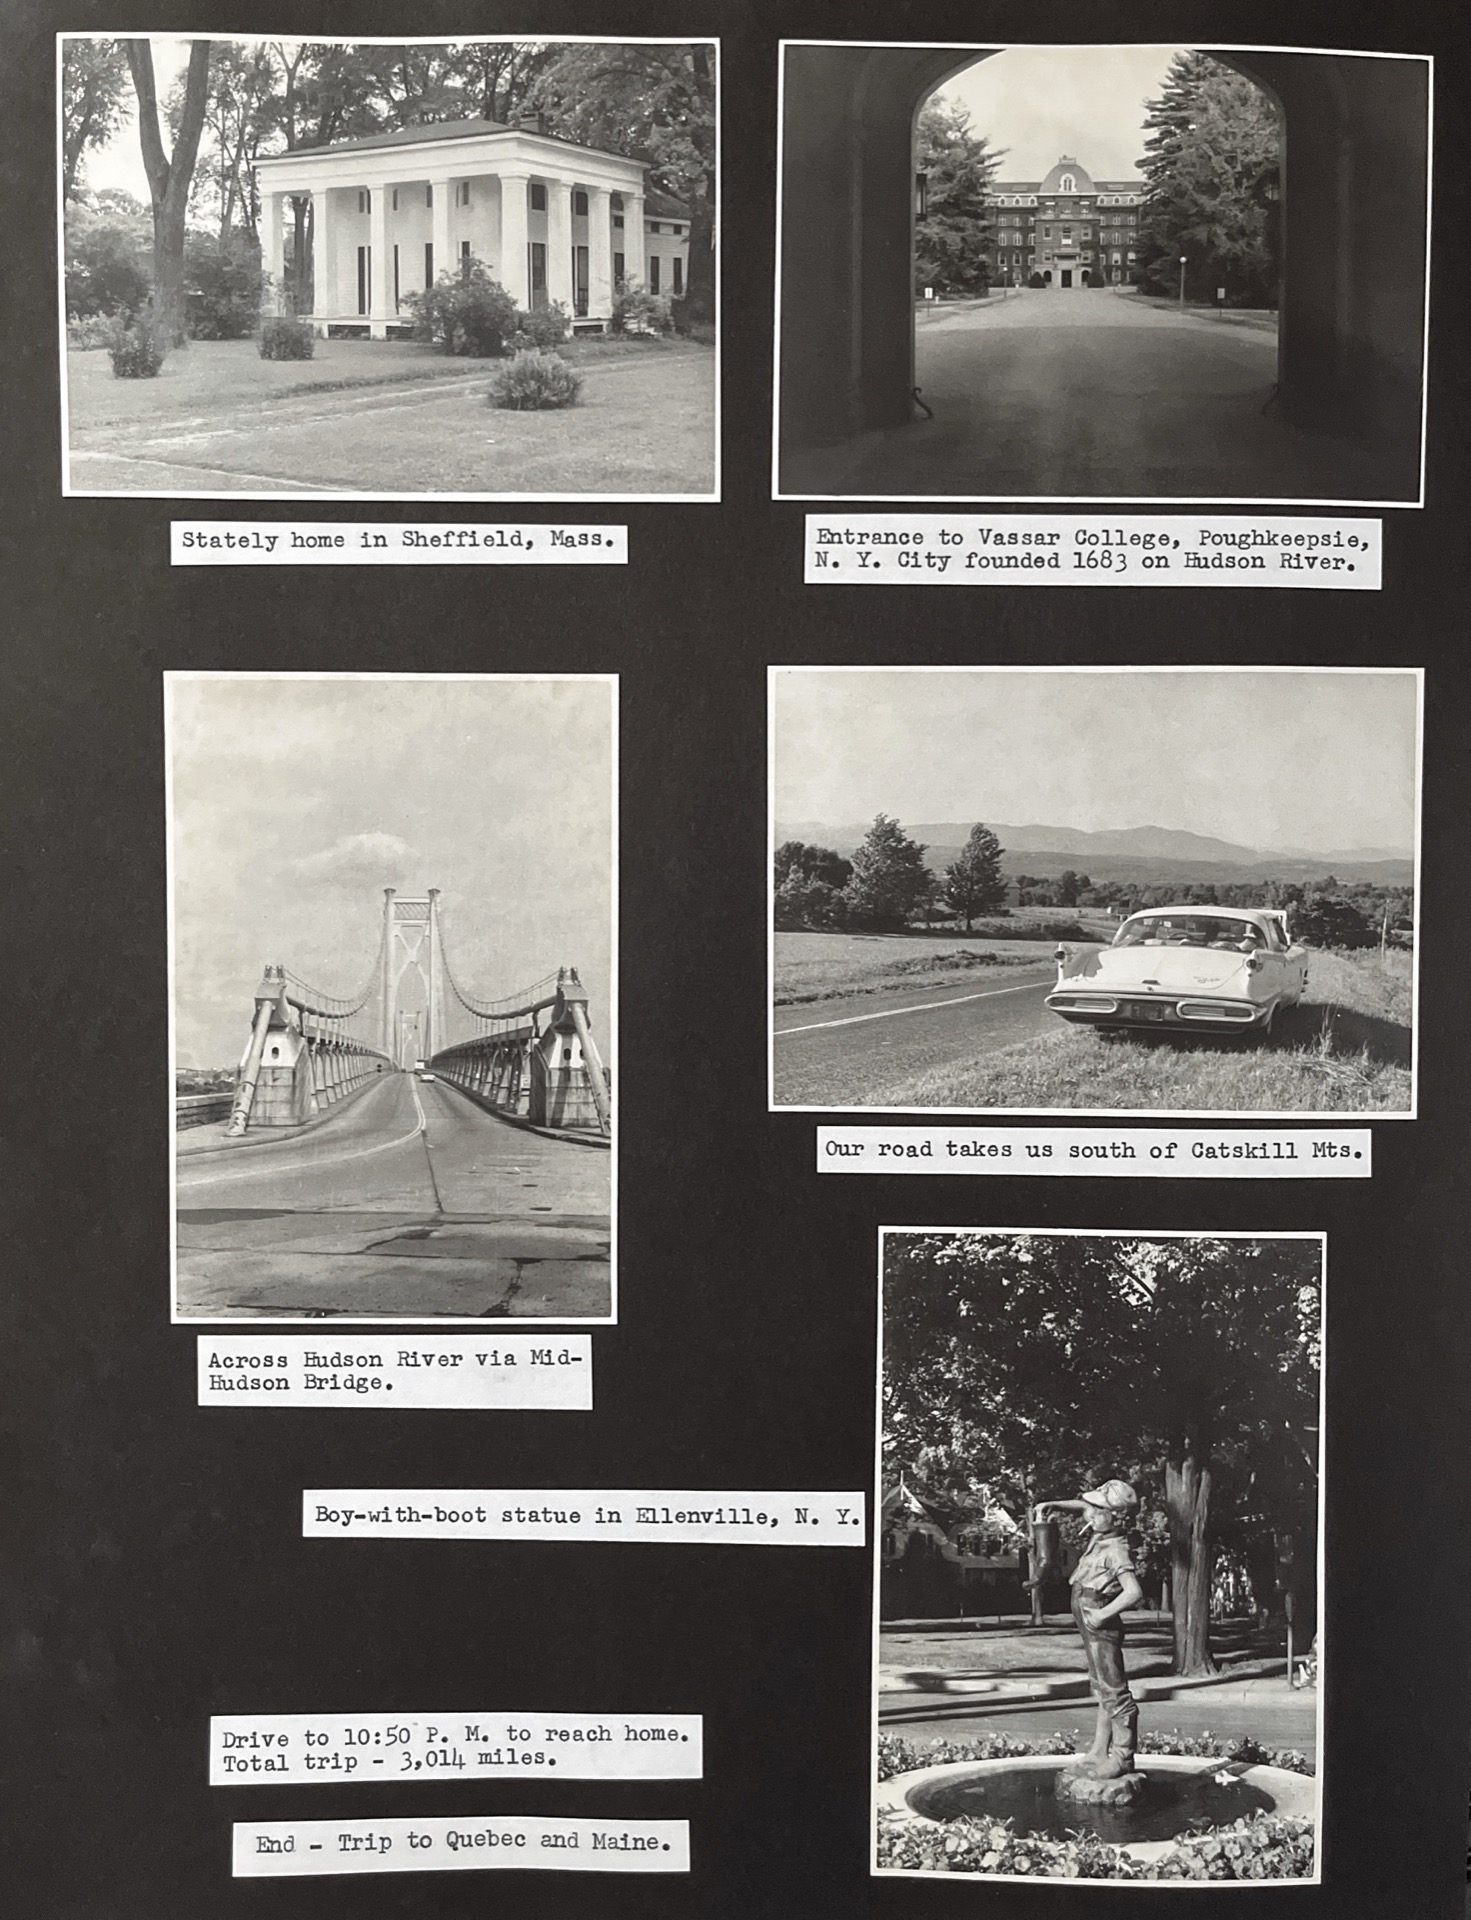 Stately home in Sheffield, Mass.
Entrance to Vassar College, Poughkeepsie,
N. Y. City founded 1683 on Hudson River.
Our road takes us south of Catskill Mts.
Across Hudson River via Mid-
Hudson Bridge.
Boy-with-boot statue in Ellenville, N. Y.
Drive to 10:50 P. M. to reach home.
Total trip - 3,014 miles.
End - Trip to Quebec and Maine.